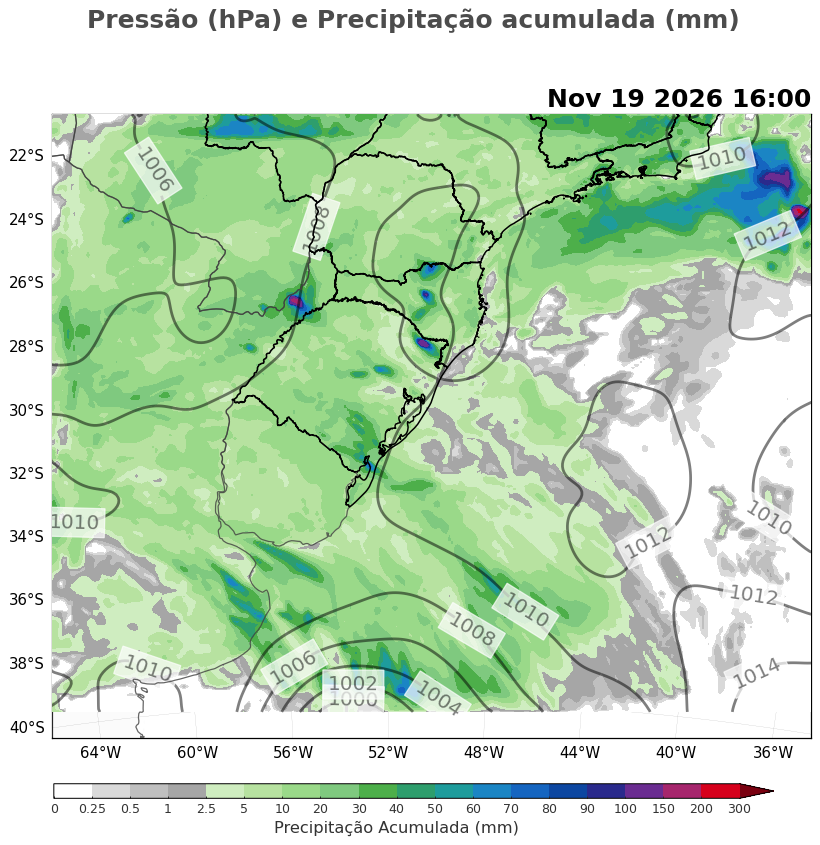 Pressão (hPa) e Precipitação acumulada (mm)
Nov 19 2026 16:00
22°S
24°S
26°S
28°S
30°S
32°S
34°S
36°S
38°S
40°S
1006
1008
1010
1012
1010
1012
1010
1012
1014
1010
1008
1006
1010
1004
1002
1000
64°W 60°W 56°W 52°W 48°W 44°W 40°W 36°W
0 0.25 0.5 1 2.5 5 10 20 30 40 50 60 70 80 90 100 150 200 300
Precipitação Acumulada (mm)